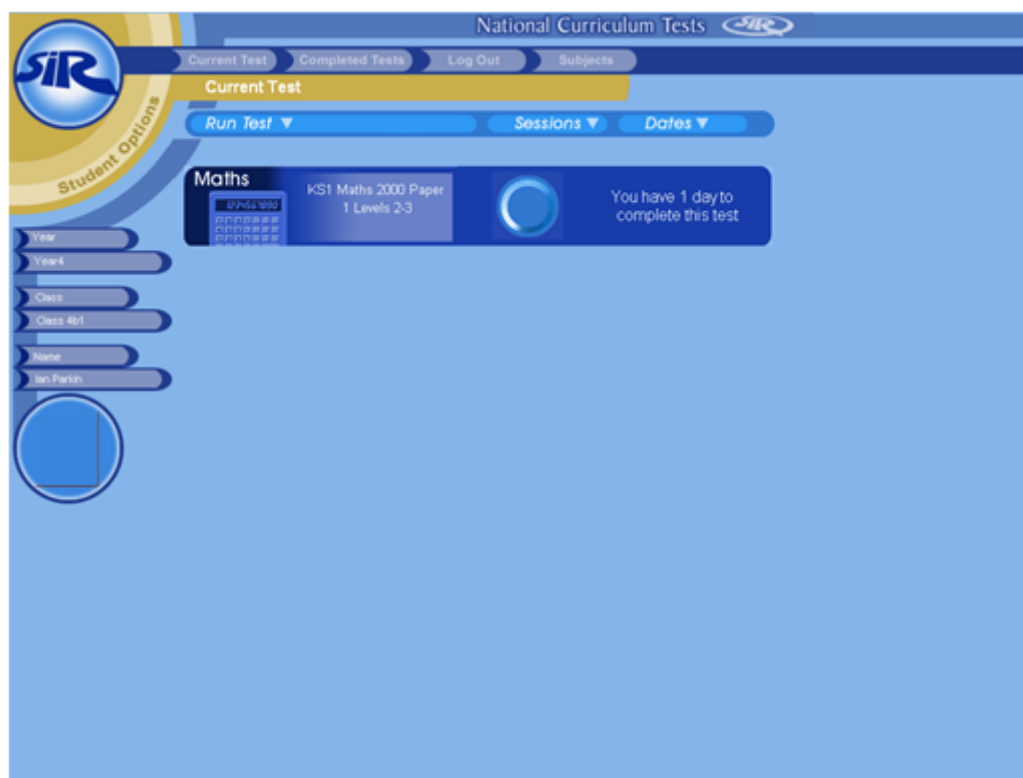 National Curriculum Tests SiR
SiR
Current Test Completed Tests Log Out Subjects
Current Test
Student Options
Run Test ▼ Sessions ▼ Dates ▼
Maths
KS1 Maths 2000 Paper
1 Levels 2-3
You have 1 day to
complete this test
Year
Year4
Class
Class 4b1
Name
Ian Parkin